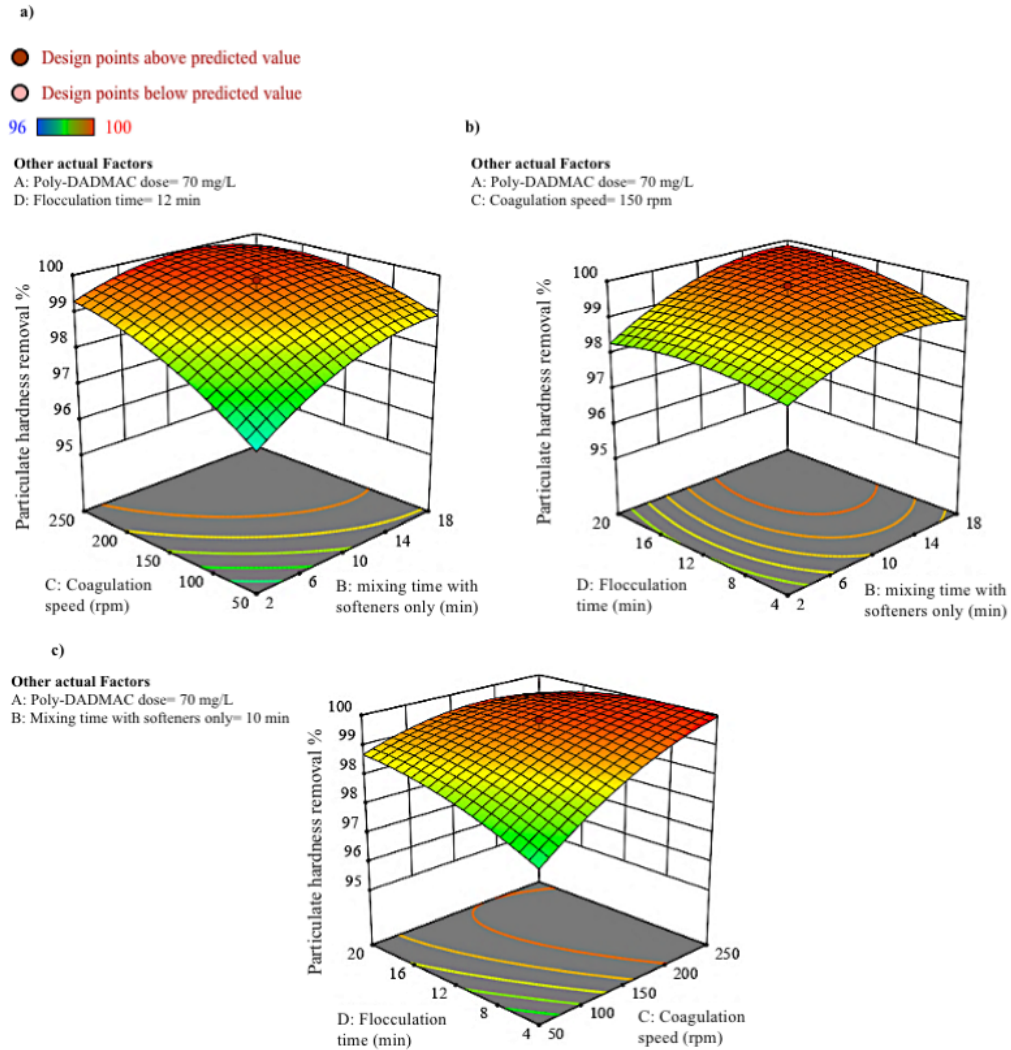 a)
Design points above predicted value
Design points below predicted value
96 100
Other actual Factors
A: Poly-DADMAC dose= 70 mg/L
D: Flocculation time= 12 min
Particulate hardness removal %
100
99
98
97
96
95
250
200
150
100
50
C: Coagulation
speed (rpm)
2
6
10
14
18
B: mixing time with
softeners only (min)
b)
Other actual Factors
A: Poly-DADMAC dose= 70 mg/L
C: Coagulation speed= 150 rpm
Particulate hardness removal %
100
99
98
97
96
95
20
16
12
8
4
D: Flocculation
time (min)
2
6
10
14
18
B: mixing time with
softeners only (min)
c)
Other actual Factors
A: Poly-DADMAC dose= 70 mg/L
B: Mixing time with softeners only= 10 min
Particulate hardness removal %
100
99
98
98
97
96
95
20
16
12
8
4
D: Flocculation
time (min)
50
100
150
200
250
C: Coagulation
speed (rpm)